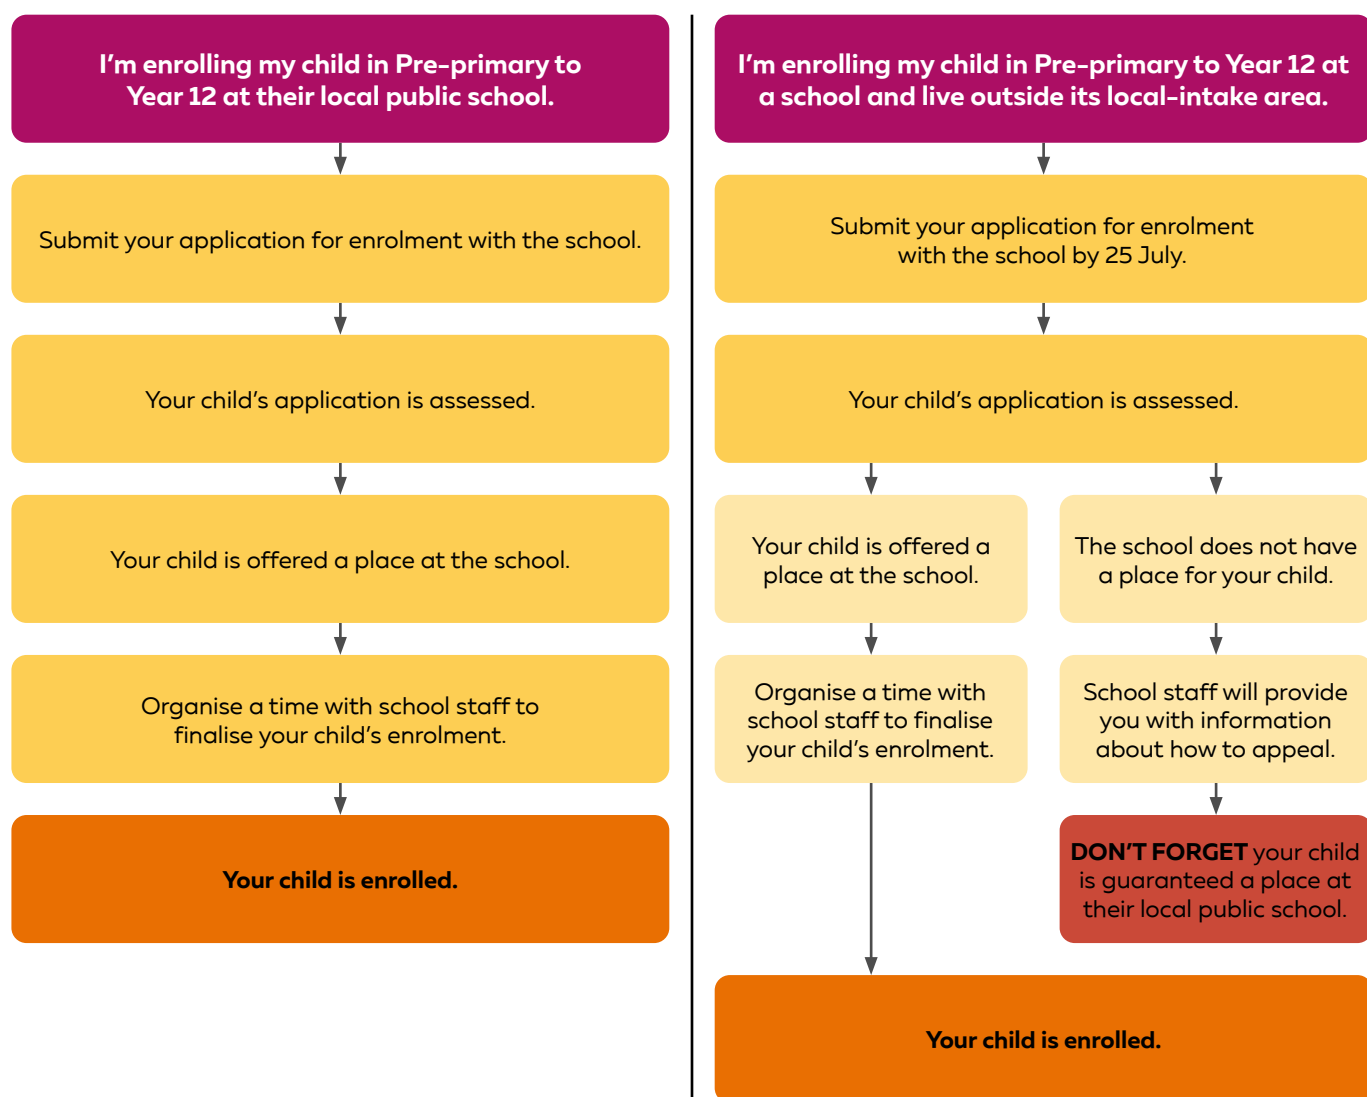 I’m enrolling my child in Pre-primary to
Year 12 at their local public school.
Submit your application for enrolment with the school.
Your child’s application is assessed.
Your child is offered a place at the school.
Organise a time with school staff to
finalise your child’s enrolment.
Your child is enrolled.
I’m enrolling my child in Pre-primary to Year 12 at
a school and live outside its local-intake area.
Submit your application for enrolment
with the school by 25 July.
Your child’s application is assessed.
Your child is offered a
place at the school.
Organise a time with
school staff to finalise
your child’s enrolment.
The school does not have
a place for your child.
School staff will provide
you with information
about how to appeal.
DON’T FORGET your child
is guaranteed a place at
their local public school.
Your child is enrolled.